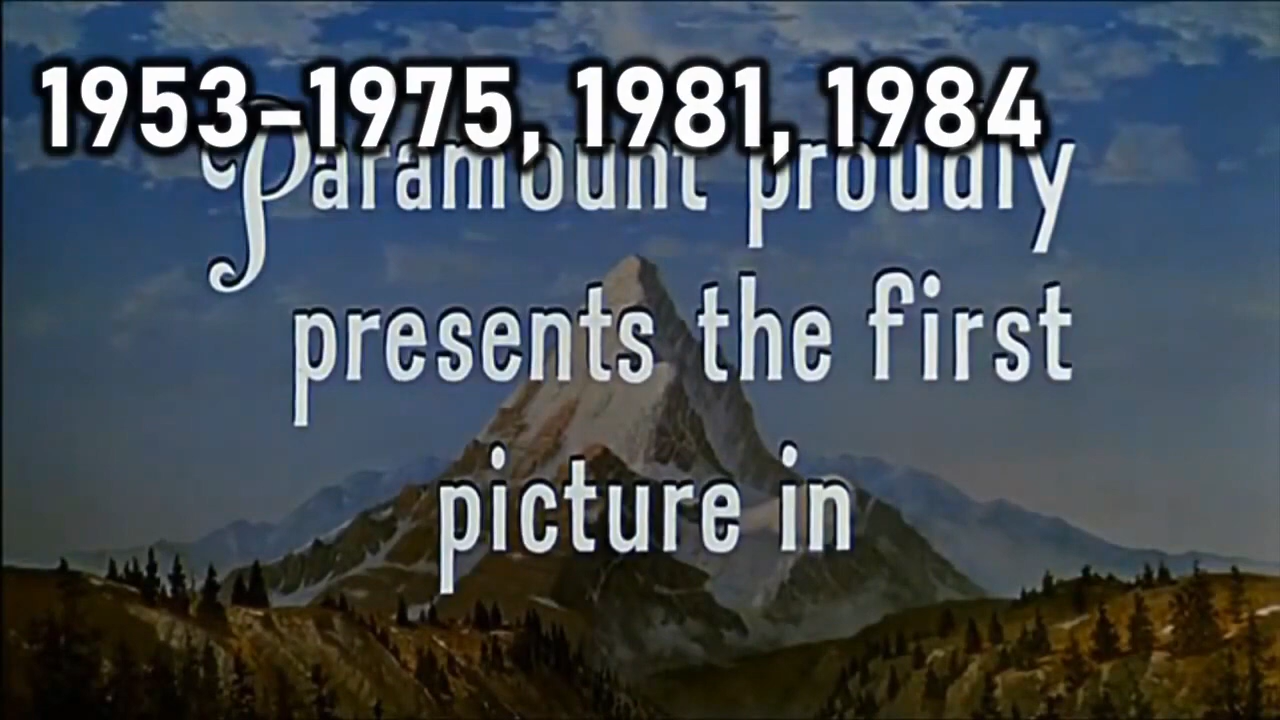 1953-1975, 1981, 1984
Paramount proudly
presents the first
picture in